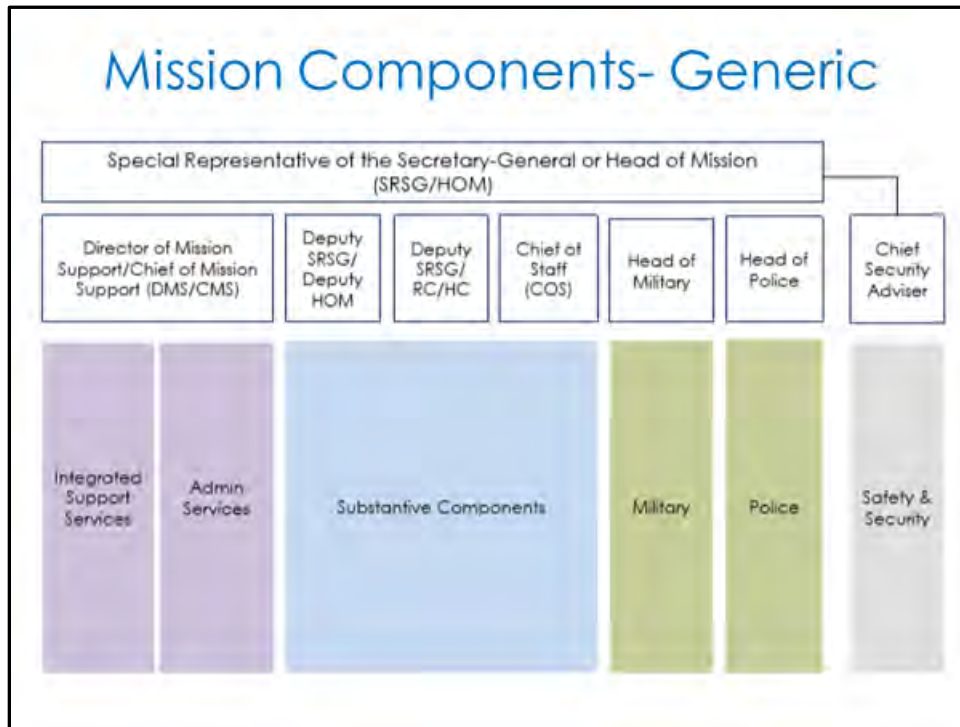 Mission Components- Generic
Special Representative of the Secretary-General or Head of Mission
(SRSG/HOM)
Director of Mission
Support/Chief of Mission
Support (DMS/CMS)
Deputy
SRSG/
Deputy
HOM
Deputy
SRSG/
RC/HC
Chief of
Staff
(COS)
Head of
Military
Head of
Police
Chief
Security
Adviser
Integrated
Support
Services
Admin
Services
Substantive Components
Military
Police
Safety &
Security